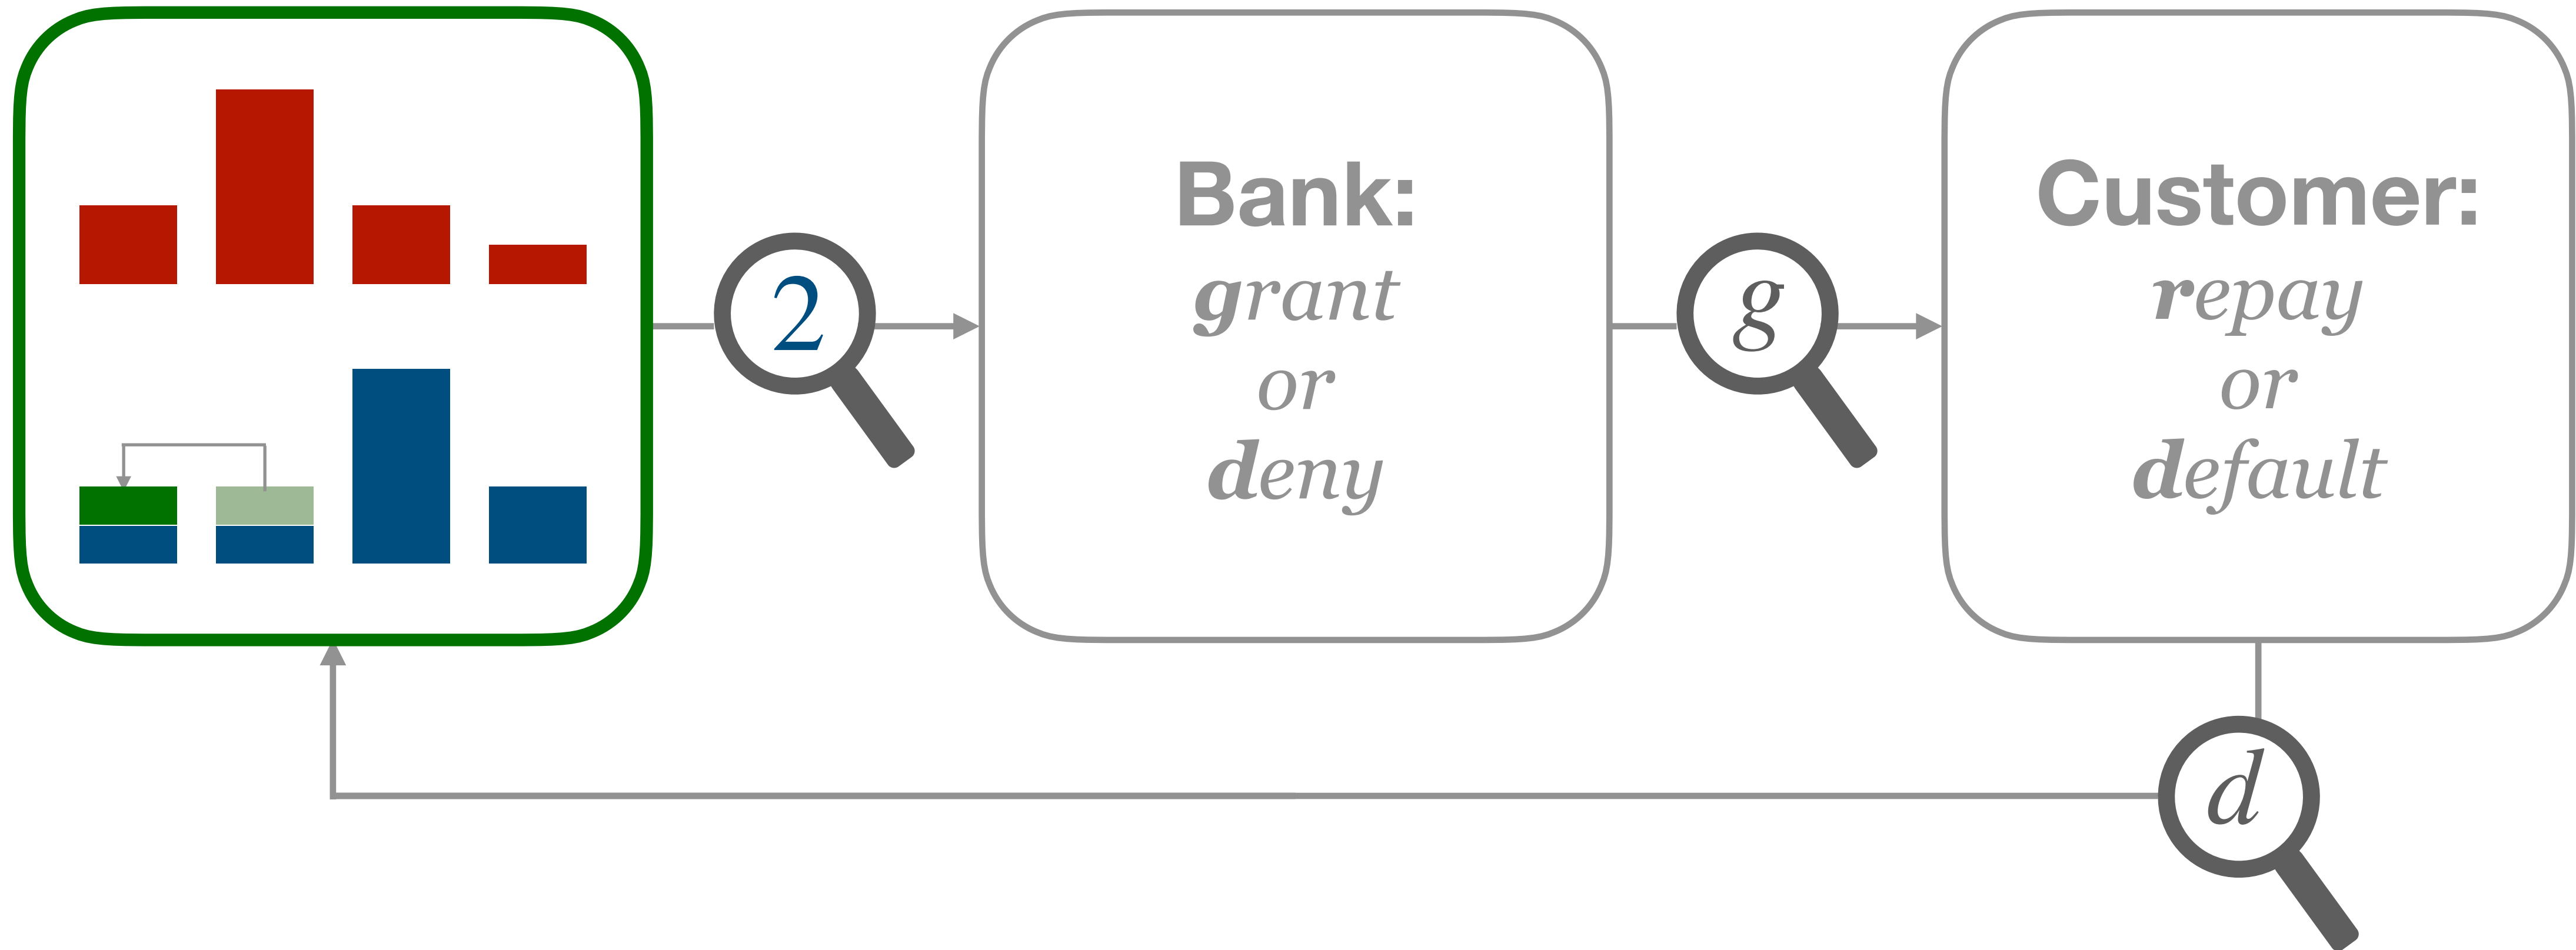 2
Bank:
grant
or
deny
g
Customer:
repay
or
default
d